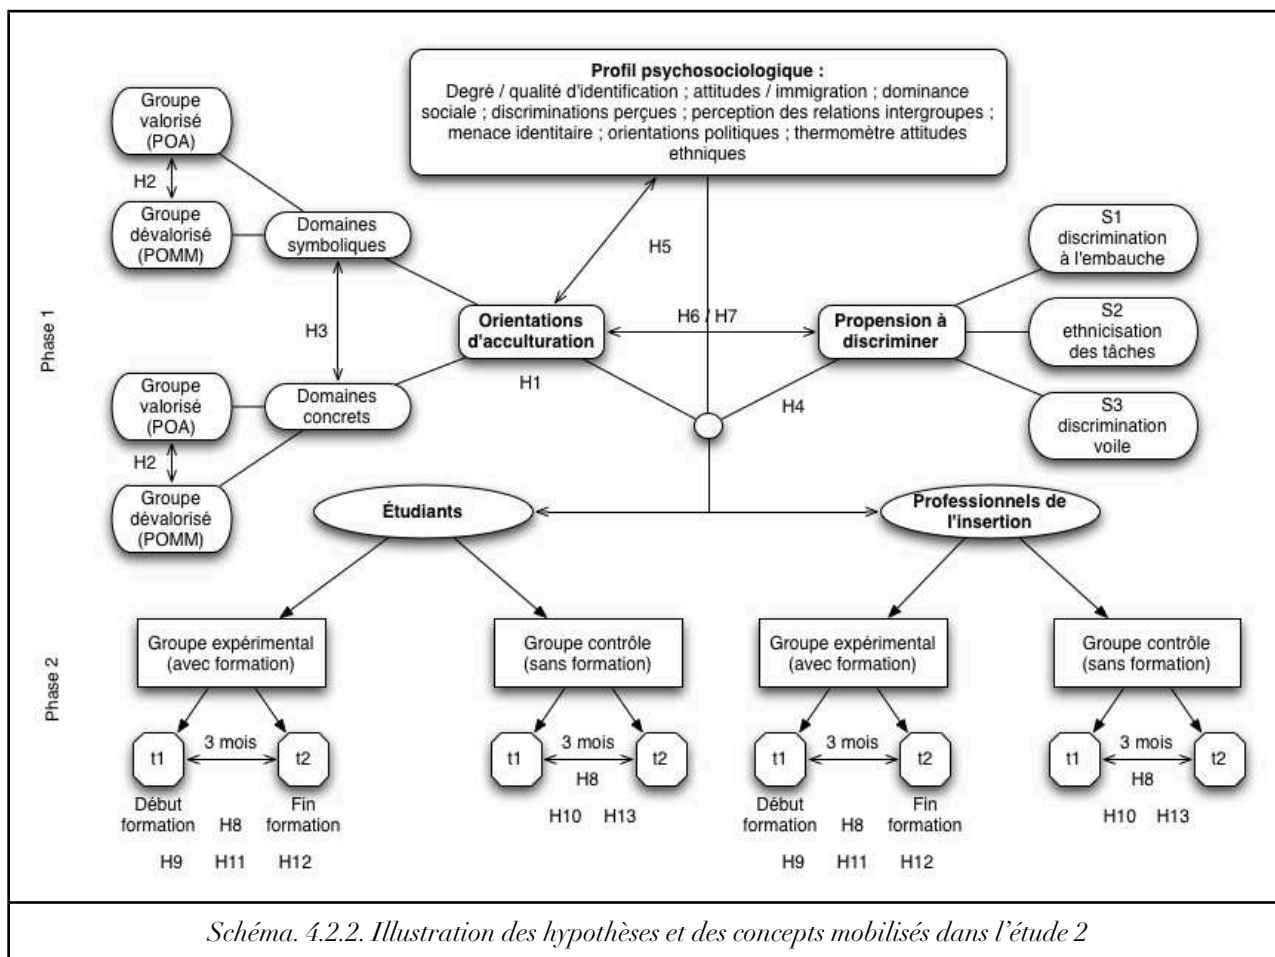 Profil psychosociologique :
Degré / qualité d'identification ; attitudes / immigration ; dominance
sociale ; discriminations perçues ; perception des relations intergroupes ;
menace identitaire ; orientations politiques ; thermomètre attitudes
ethniques
Groupe
valorisé
(POA)
H2
Groupe
dévalorisé
(POMM)
Domaines
symboliques
H5
S1
discrimination
à l'embauche
Phase 1
H3
Orientations
d'acculturation
H6 / H7
Propension à
discriminer
S2
ethnicisation
des tâches
H1
H4
Groupe
valorisé
(POA)
Domaines
concrets
S3
discrimination
voile
H2
Groupe
dévalorisé
(POMM)
Étudiants
Professionnels de
l'insertion
Phase 2
Groupe expérimental
(avec formation)
Groupe contrôle
(sans formation)
Groupe expérimental
(avec formation)
Groupe contrôle
(sans formation)
t1
3 mois
t2
Début
formation
H8
Fin
formation
H9
H11
H12
t1
3 mois
t2
H8
H10
H13
t1
3 mois
t2
Début
formation
H8
Fin
formation
H9
H11
H12
t1
3 mois
t2
H8
H10
H13
Schéma. 4.2.2. Illustration des hypothèses et des concepts mobilisés dans l'étude 2